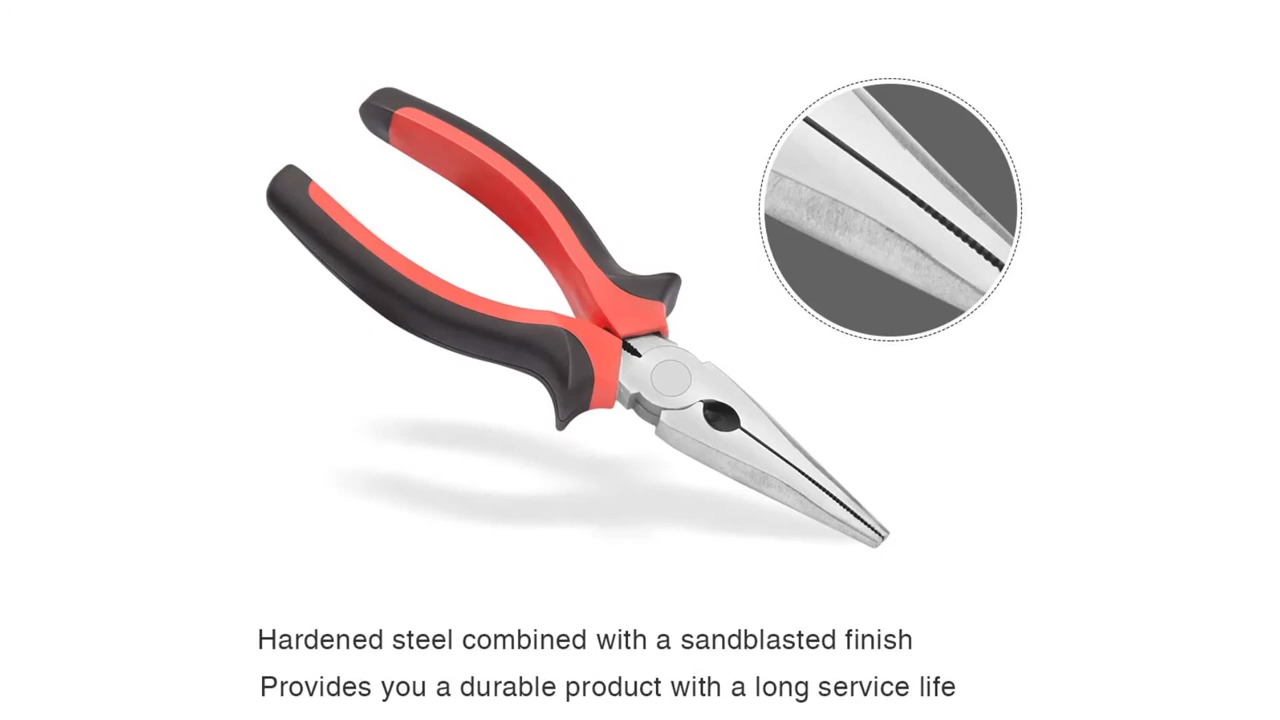 Hardened steel combined with a sandblasted finish
Provides you a durable product with a long service life